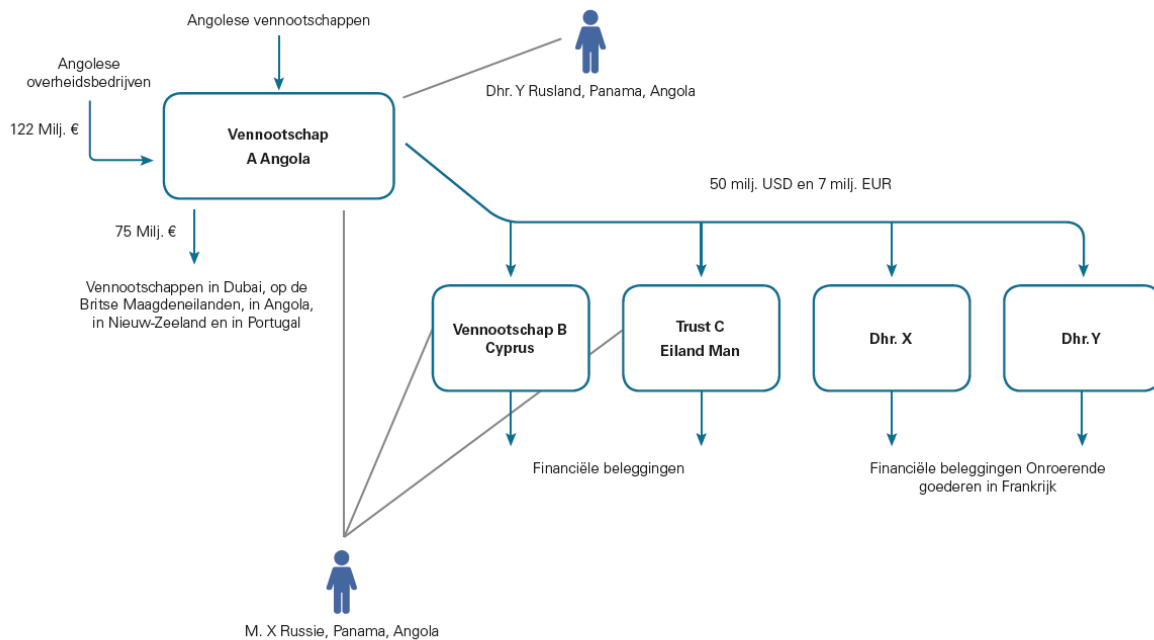 Angolese vennootschappen
Angolese
overheidsbedrijven
122 Milj. €
Dhr. Y Rusland, Panama, Angola
Vennootschap
A Angola
75 Milj. €
50 milj. USD en 7 milj. EUR
Vennootschappen in Dubai, op de
Britse Maagdeneilanden, in Angola,
in Nieuw-Zeeland en in Portugal
Vennootschap B
Cyprus
Trust C
Eiland Man
Dhr. X
Dhr. Y
Financiële beleggingen
Financiële beleggingen Onroerende
goederen in Frankrijk
M. X Russie, Panama, Angola